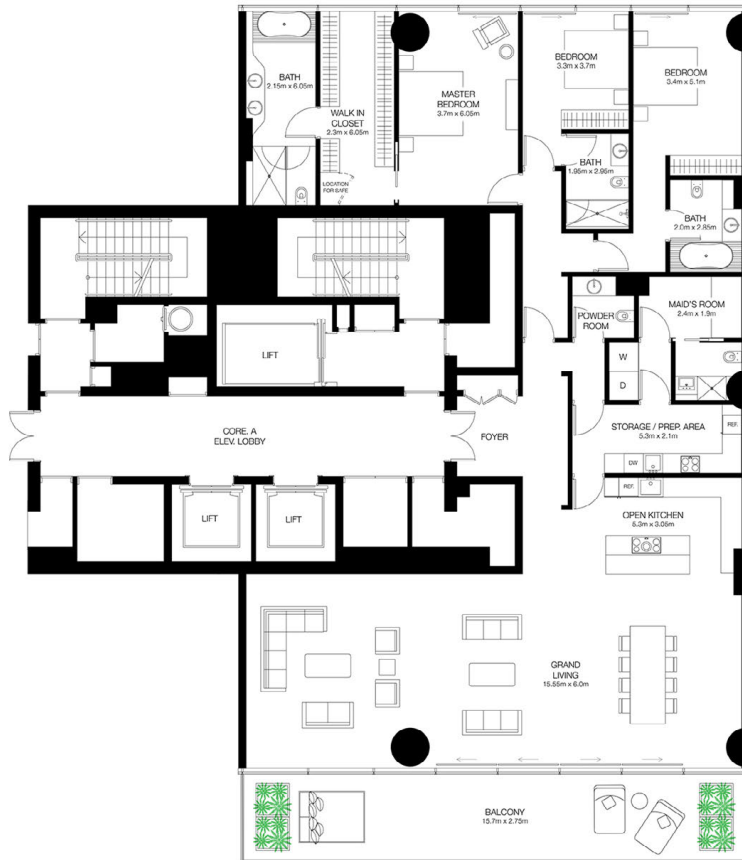 BATH
2.15m x 6.05m
WALK IN
CLOSET
2.3m x 6.05m
LOCATION
FOR SAFE
MASTER
BEDROOM
3.7m x 6.05m
BEDROOM
3.3m x 3.7m
BEDROOM
3.4m x 5.1m
BATH
1.95m x 2.95m
BATH
2.0m x 2.85m
POWDER
ROOM
MAID'S ROOM
2.4m x 1.9m
W
D
LIFT
CORE. A
ELEV. LOBBY
FOYER
STORAGE / PREP. AREA
5.3m x 2.1m
REF.
DW
REF.
OPEN KITCHEN
5.3m x 3.05m
LIFT
LIFT
GRAND
LIVING
15.55m x 6.0m
BALCONY
15.7m x 2.75m